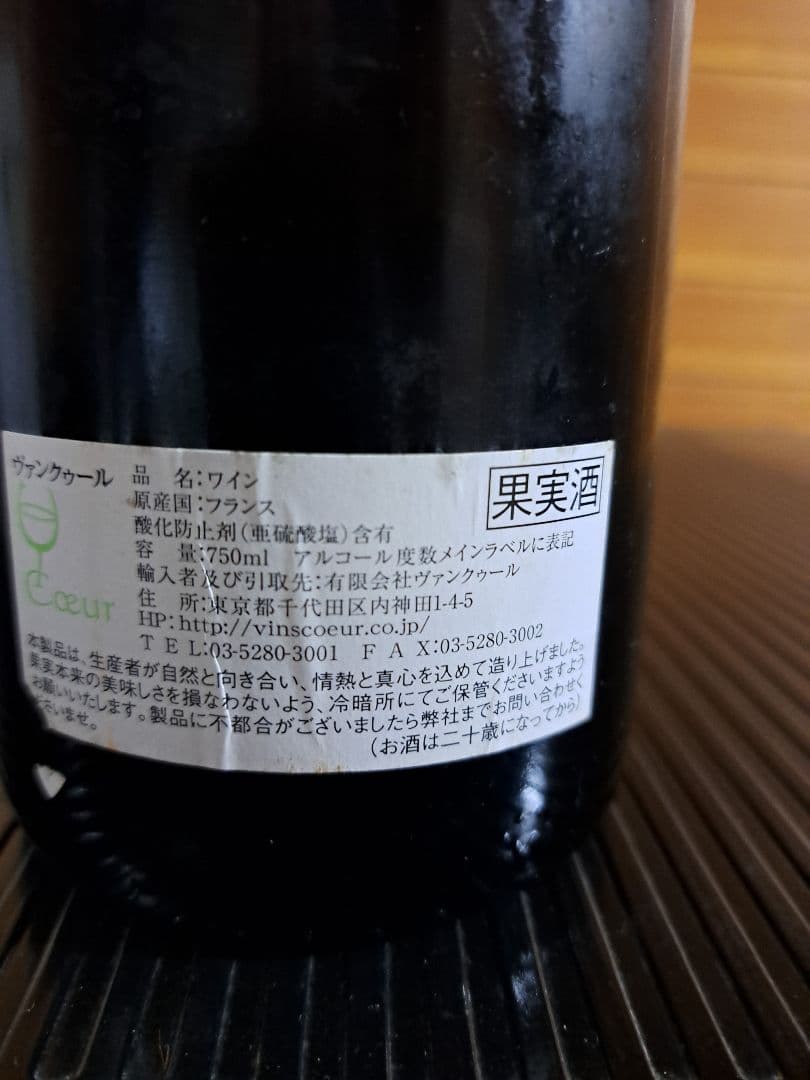 ヴァンクゥール
Cœur
果実酒
品 名:ワイン
原産国:フランス
酸化防止剤(亜硫酸塩)含有
容 量:750ml アルコール度数メインラベルに表記
輸入者及び引取先:有限会社ヴァンクゥール
住 所:東京都千代田区内神田1-4-5
HP:http://vinscoeur.co.jp/
TEL:03-5280-3001 FAX:03-5280-3002
本製品は、生産者が自然と向き合い、情熱と真心を込めて造り上げました。
果実本来の美味しさを損なわないよう、冷暗所にてご保管くださいますよう
お願いいたします。製品に不都合がございましたら弊社までお問い合わせく
ださいませ。
(お酒は二十歳になってから)